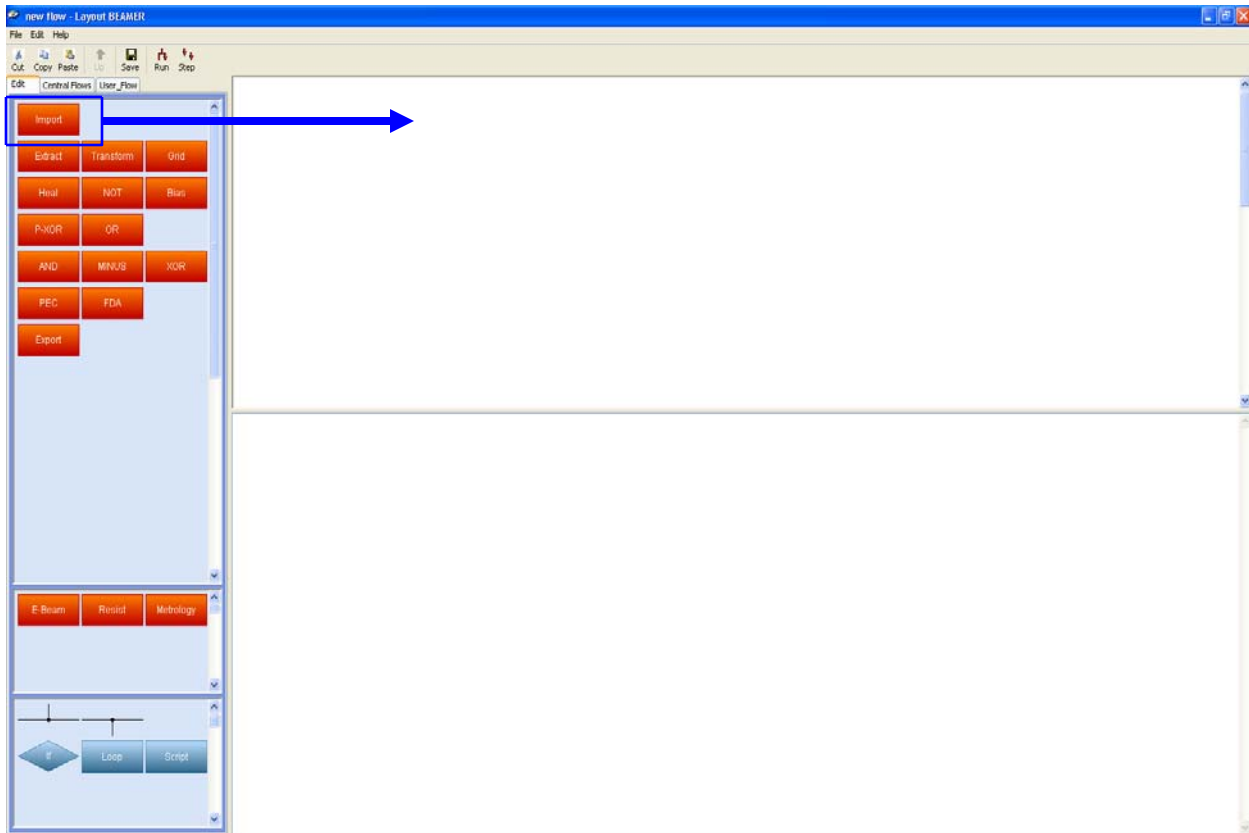 new flow - Layout BEAMER
File Edit Help
Cut Copy Paste Up Save Run Step
Edit Central Flows User_Flow
Import
Extract Transform Grid
Heal NOT Bias
P-XOR OR
AND MINUS XOR
PEC FDA
Export
E-Beam Resist Metrology
If Loop Script